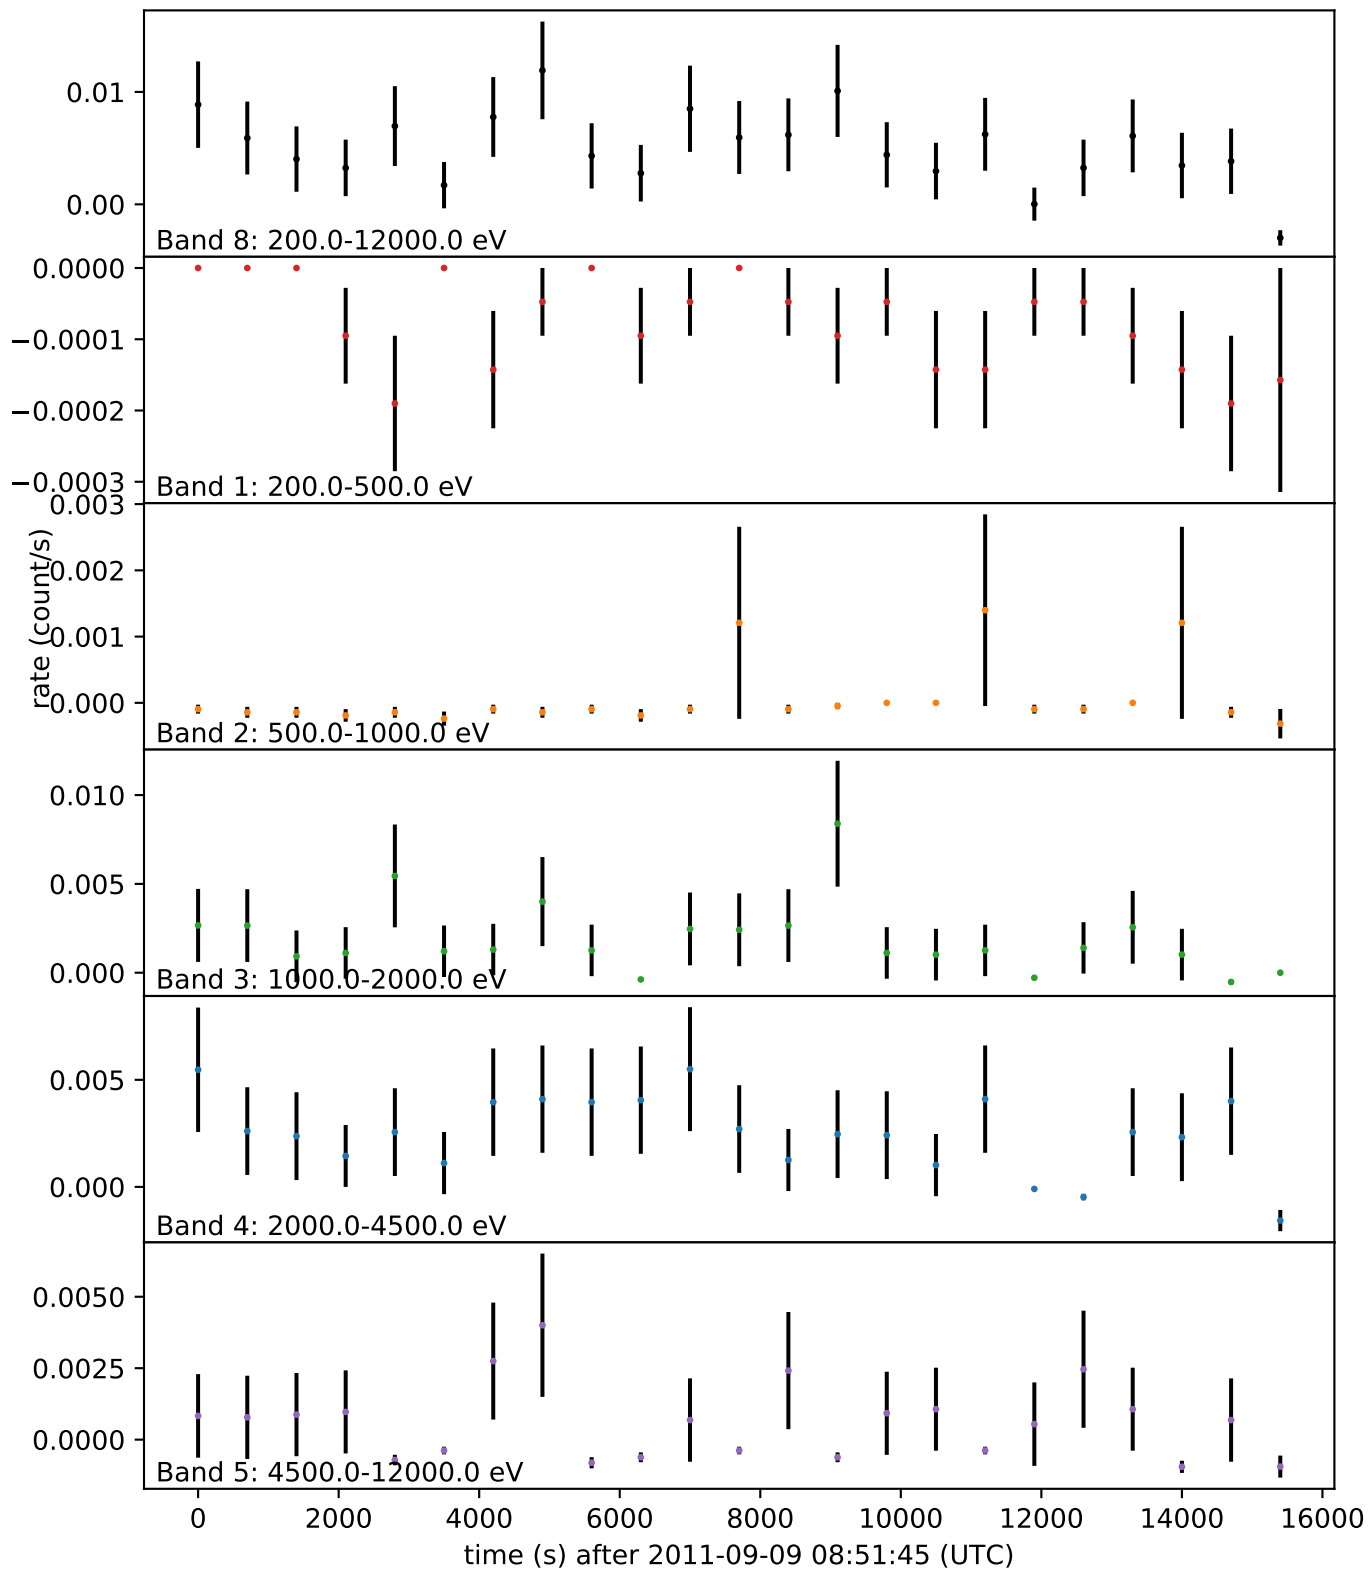 0.01
0.00
Band 8: 200.0-12000.0 eV
0.0000
−0.0001
−0.0002
−0.0003
Band 1: 200.0-500.0 eV
0.003
0.002
0.001
0.000
rate (count/s)
Band 2: 500.0-1000.0 eV
0.010
0.005
0.000
Band 3: 1000.0-2000.0 eV
0.005
0.000
Band 4: 2000.0-4500.0 eV
0.0050
0.0025
0.0000
Band 5: 4500.0-12000.0 eV
0 2000 4000 6000 8000 10000 12000 14000 16000
time (s) after 2011-09-09 08:51:45 (UTC)